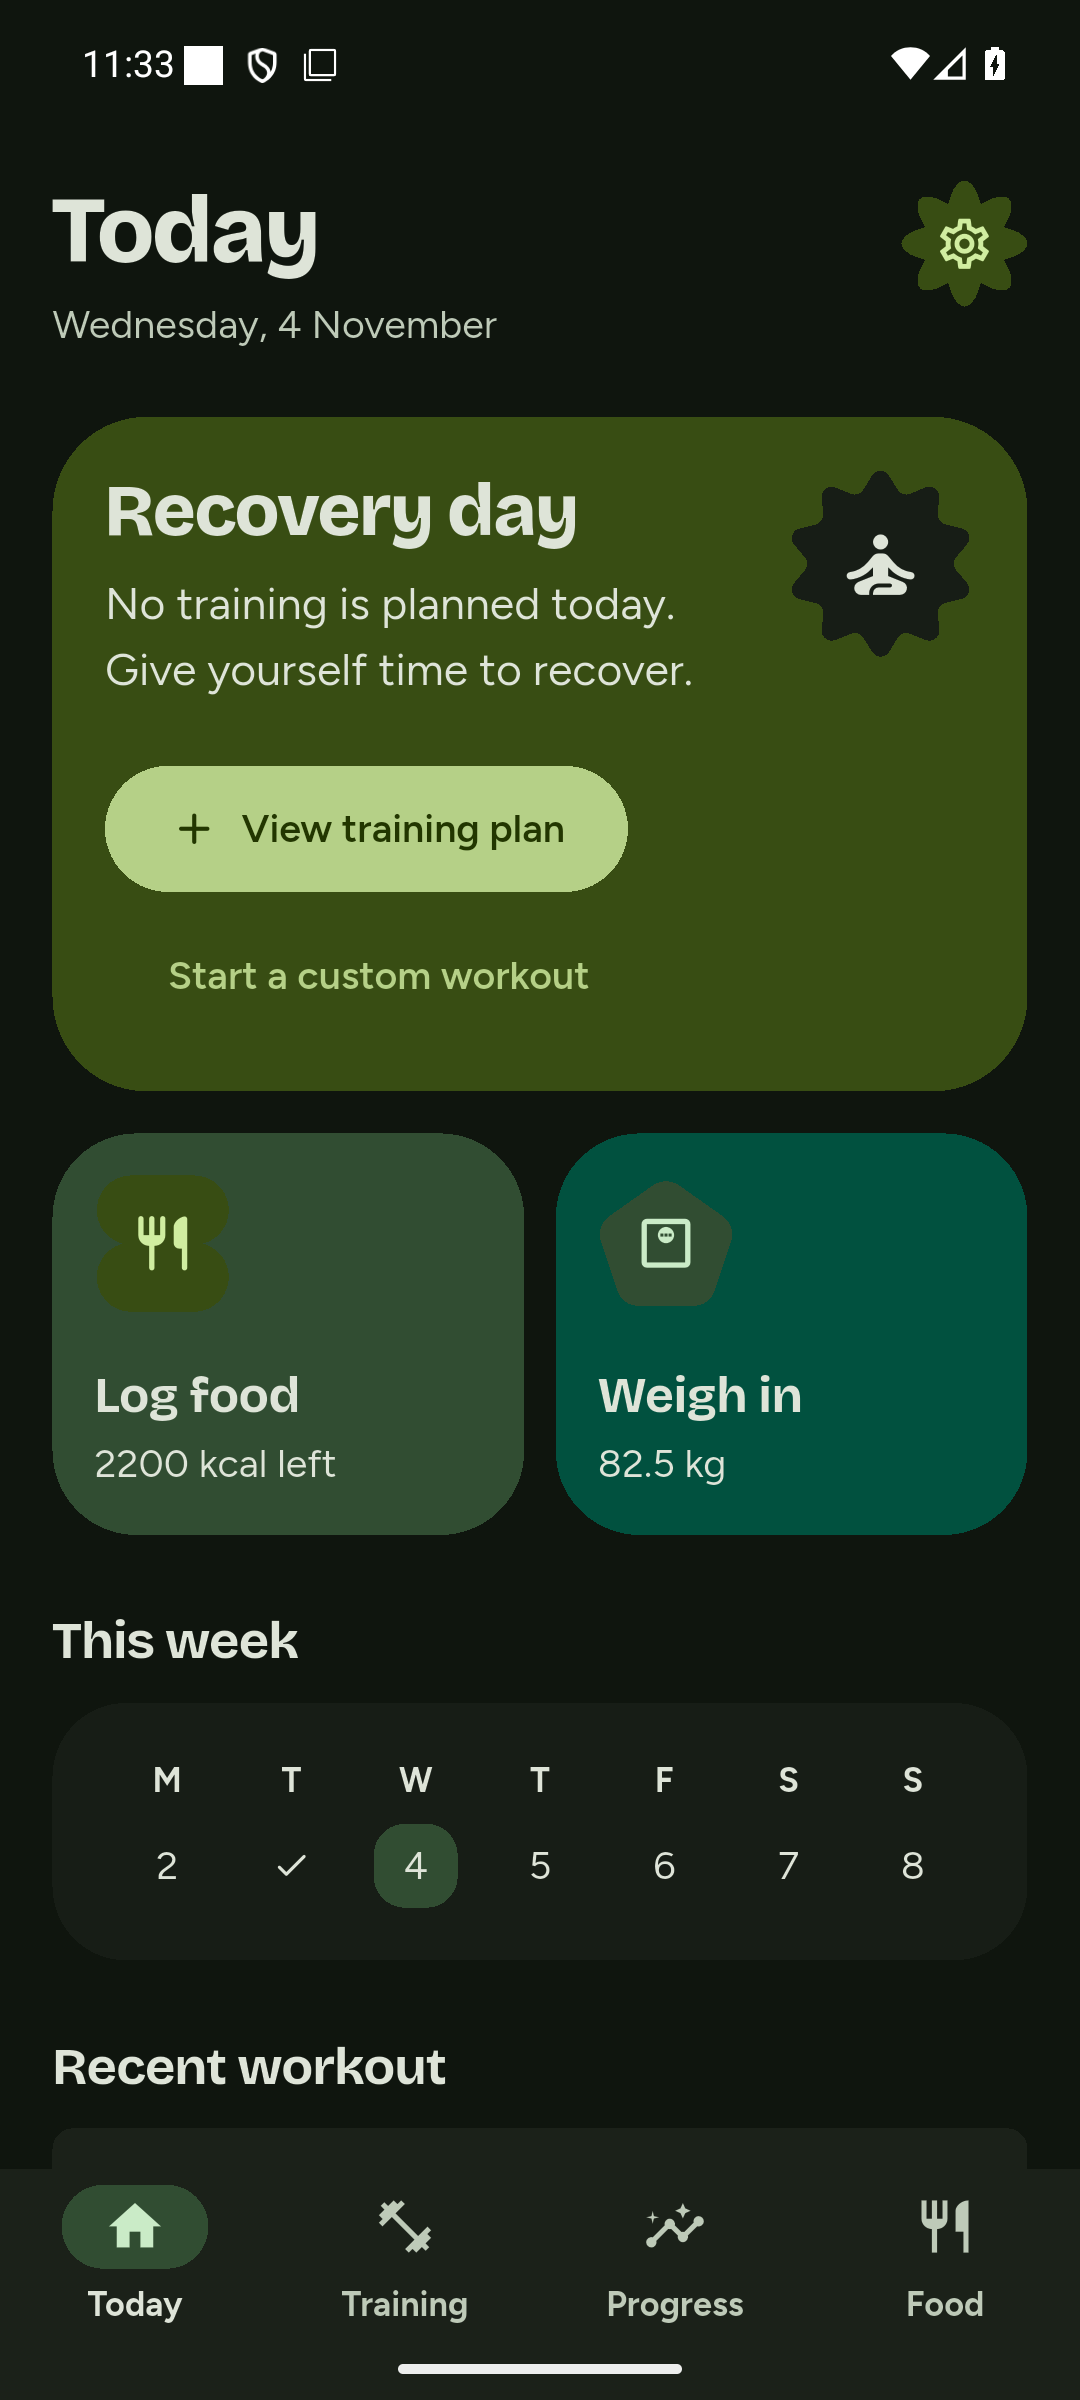 11:33
Today
Wednesday, 4 November
Recovery day
No training is planned today.
Give yourself time to recover.
View training plan
Start a custom workout
Log food
2200 kcal left
Weigh in
82.5 kg
This week
M T W T F S S
2 4 5 6 7 8
Recent workout
Today Training Progress Food